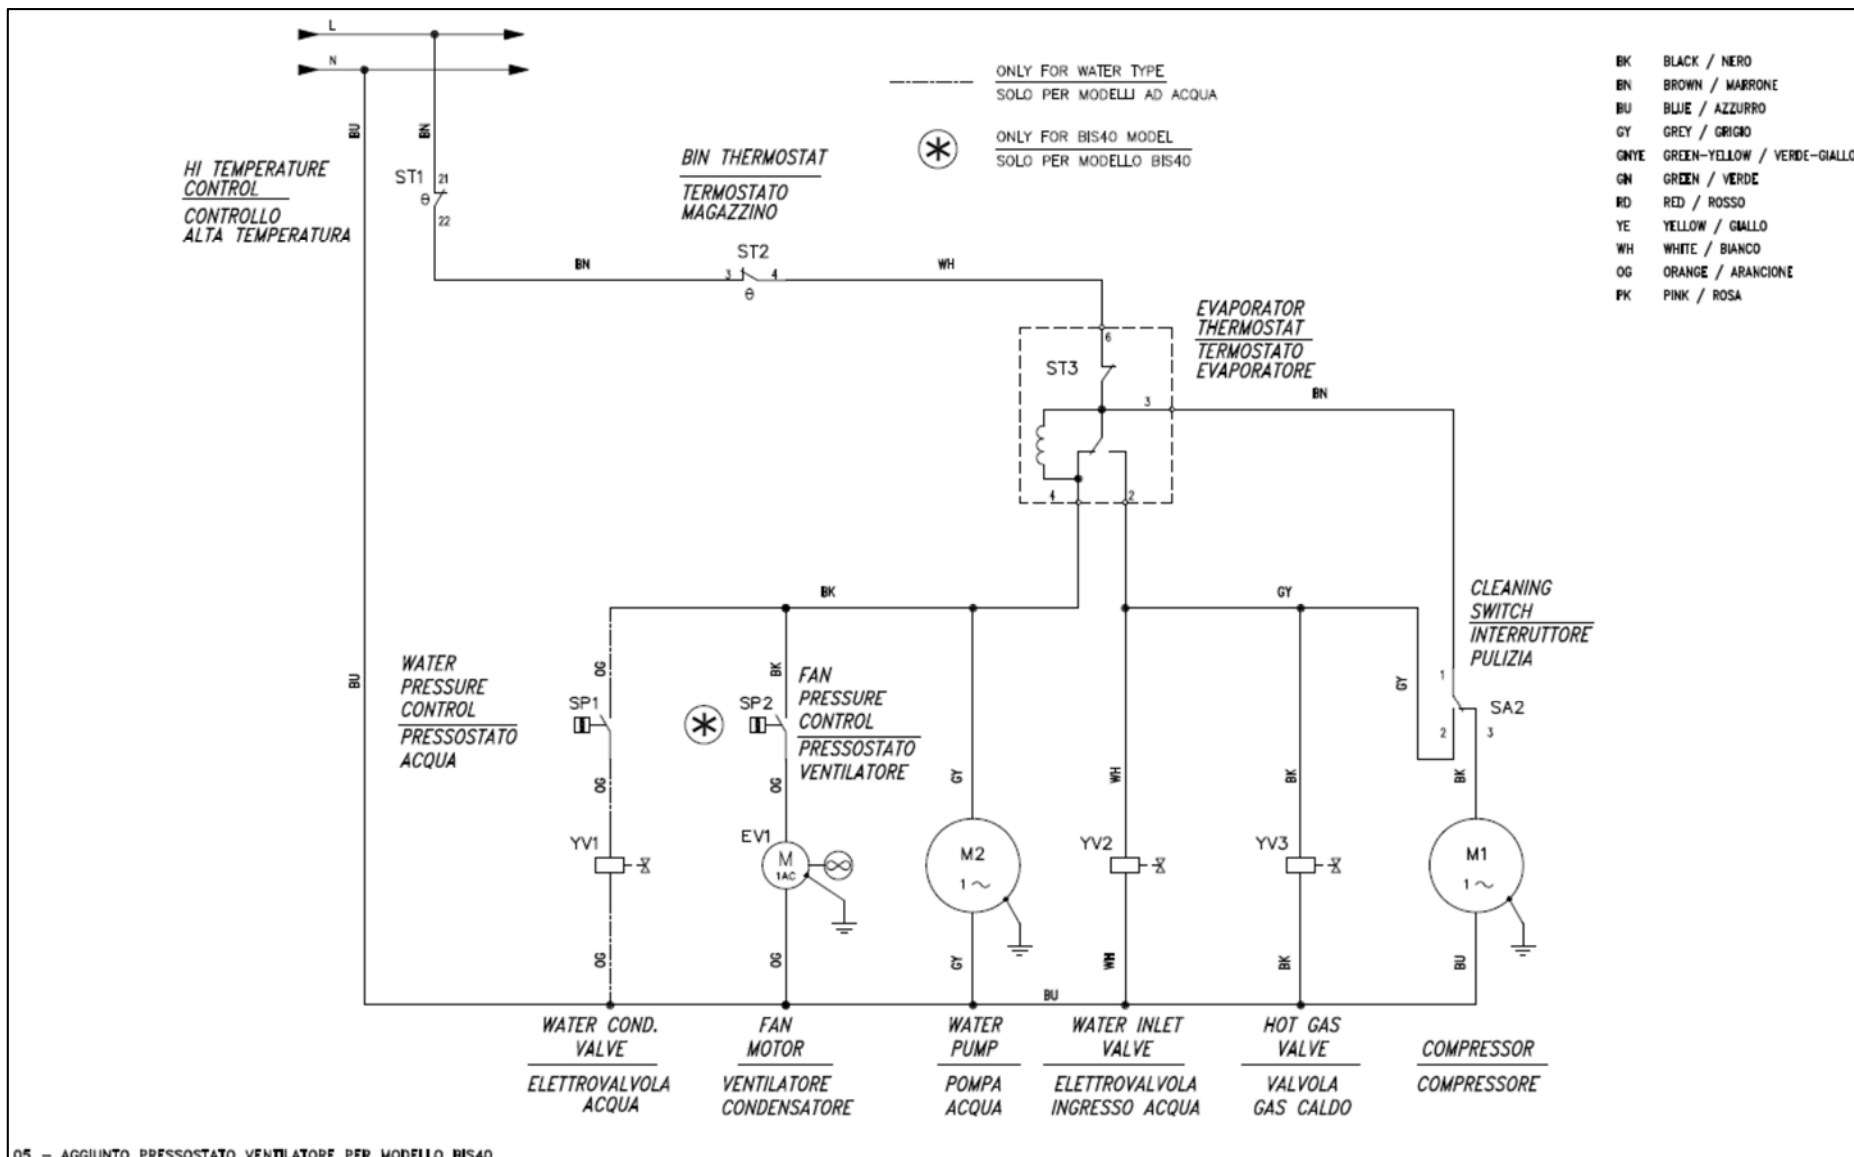 L
N
ONLY FOR WATER TYPE
SOLO PER MODELLI AD ACQUA
ONLY FOR BIS40 MODEL
SOLO PER MODELLO BIS40
BK BLACK / NERO
BN BROWN / MARRONE
BU BLUE / AZZURRO
GY GREY / GRIGIO
GNYE GREEN-YELLOW / VERDE-GIALLO
GN GREEN / VERDE
RD RED / ROSSO
YE YELLOW / GIALLO
WH WHITE / BIANCO
OG ORANGE / ARANCIONE
PK PINK / ROSA
BU
BN
HI TEMPERATURE
CONTROL
CONTROLLO
ALTA TEMPERATURA
ST1
21
θ
22
BIN THERMOSTAT
TERMOSTATO
MAGAZZINO
ST2
BN
3
4
θ
WH
EVAPORATOR
THERMOSTAT
TERMOSTATO
EVAPORATORE
6
ST3
3
BN
4
2
BK
GY
CLEANING
SWITCH
INTERRUTTORE
PULIZIA
BU
WATER
PRESSURE
CONTROL
PRESSOSTATO
ACQUA
OG
SP1
OG
BK
SP2
FAN
PRESSURE
CONTROL
PRESSOSTATO
VENTILATORE
OG
GY
WH
BK
GY
1
SA2
2
3
BK
YV1
EV1
M
1AC
M2
1 ~
YV2
YV3
M1
1 ~
OG
OG
GY
WH
BK
BU
BU
WATER COND.
VALVE
ELETTROVALVOLA
ACQUA
FAN
MOTOR
VENTILATORE
CONDENSATORE
WATER
PUMP
POMPA
ACQUA
WATER INLET
VALVE
ELETTROVALVOLA
INGRESSO ACQUA
HOT GAS
VALVE
VALVOLA
GAS CALDO
COMPRESSOR
COMPRESSORE
05 - AGGIUNTO PRESSOSTATO VENTILATORE PER MODELLO BIS40